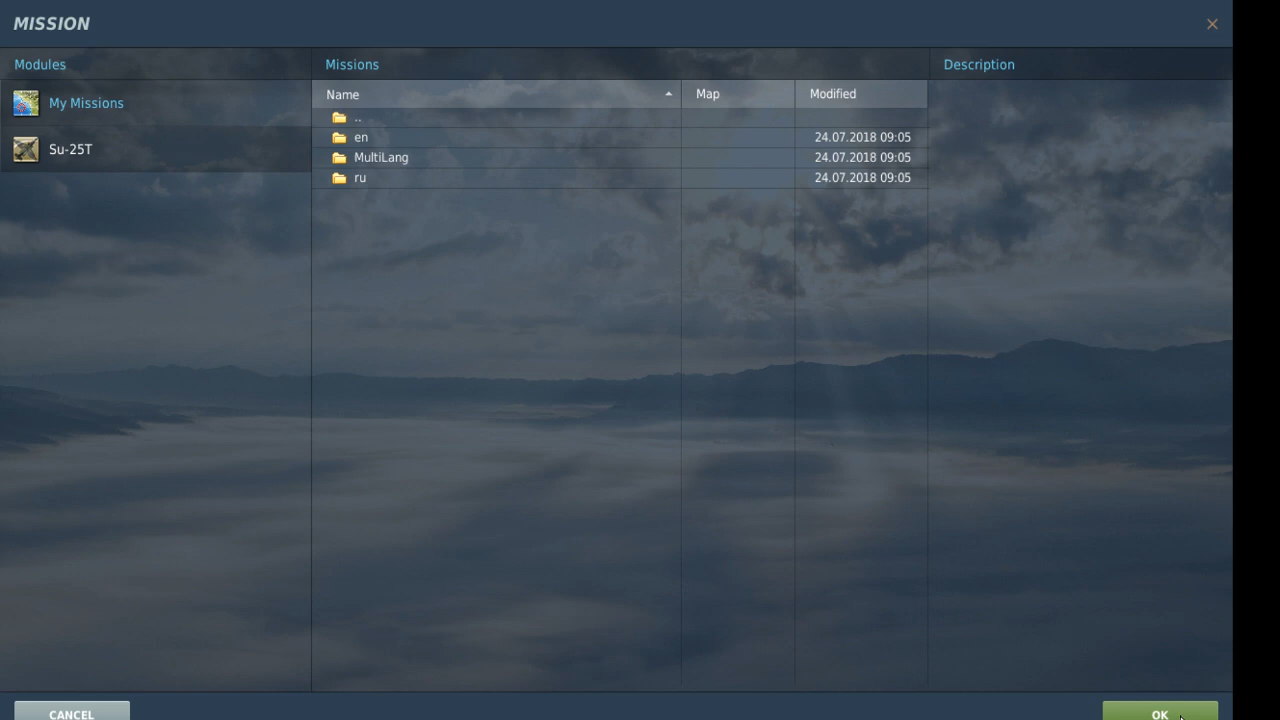 MISSION
×
Modules
Missions
Description
My Missions
Su-25T
Name Map Modified
..
en 24.07.2018 09:05
MultiLang 24.07.2018 09:05
ru 24.07.2018 09:05
CANCEL
OK